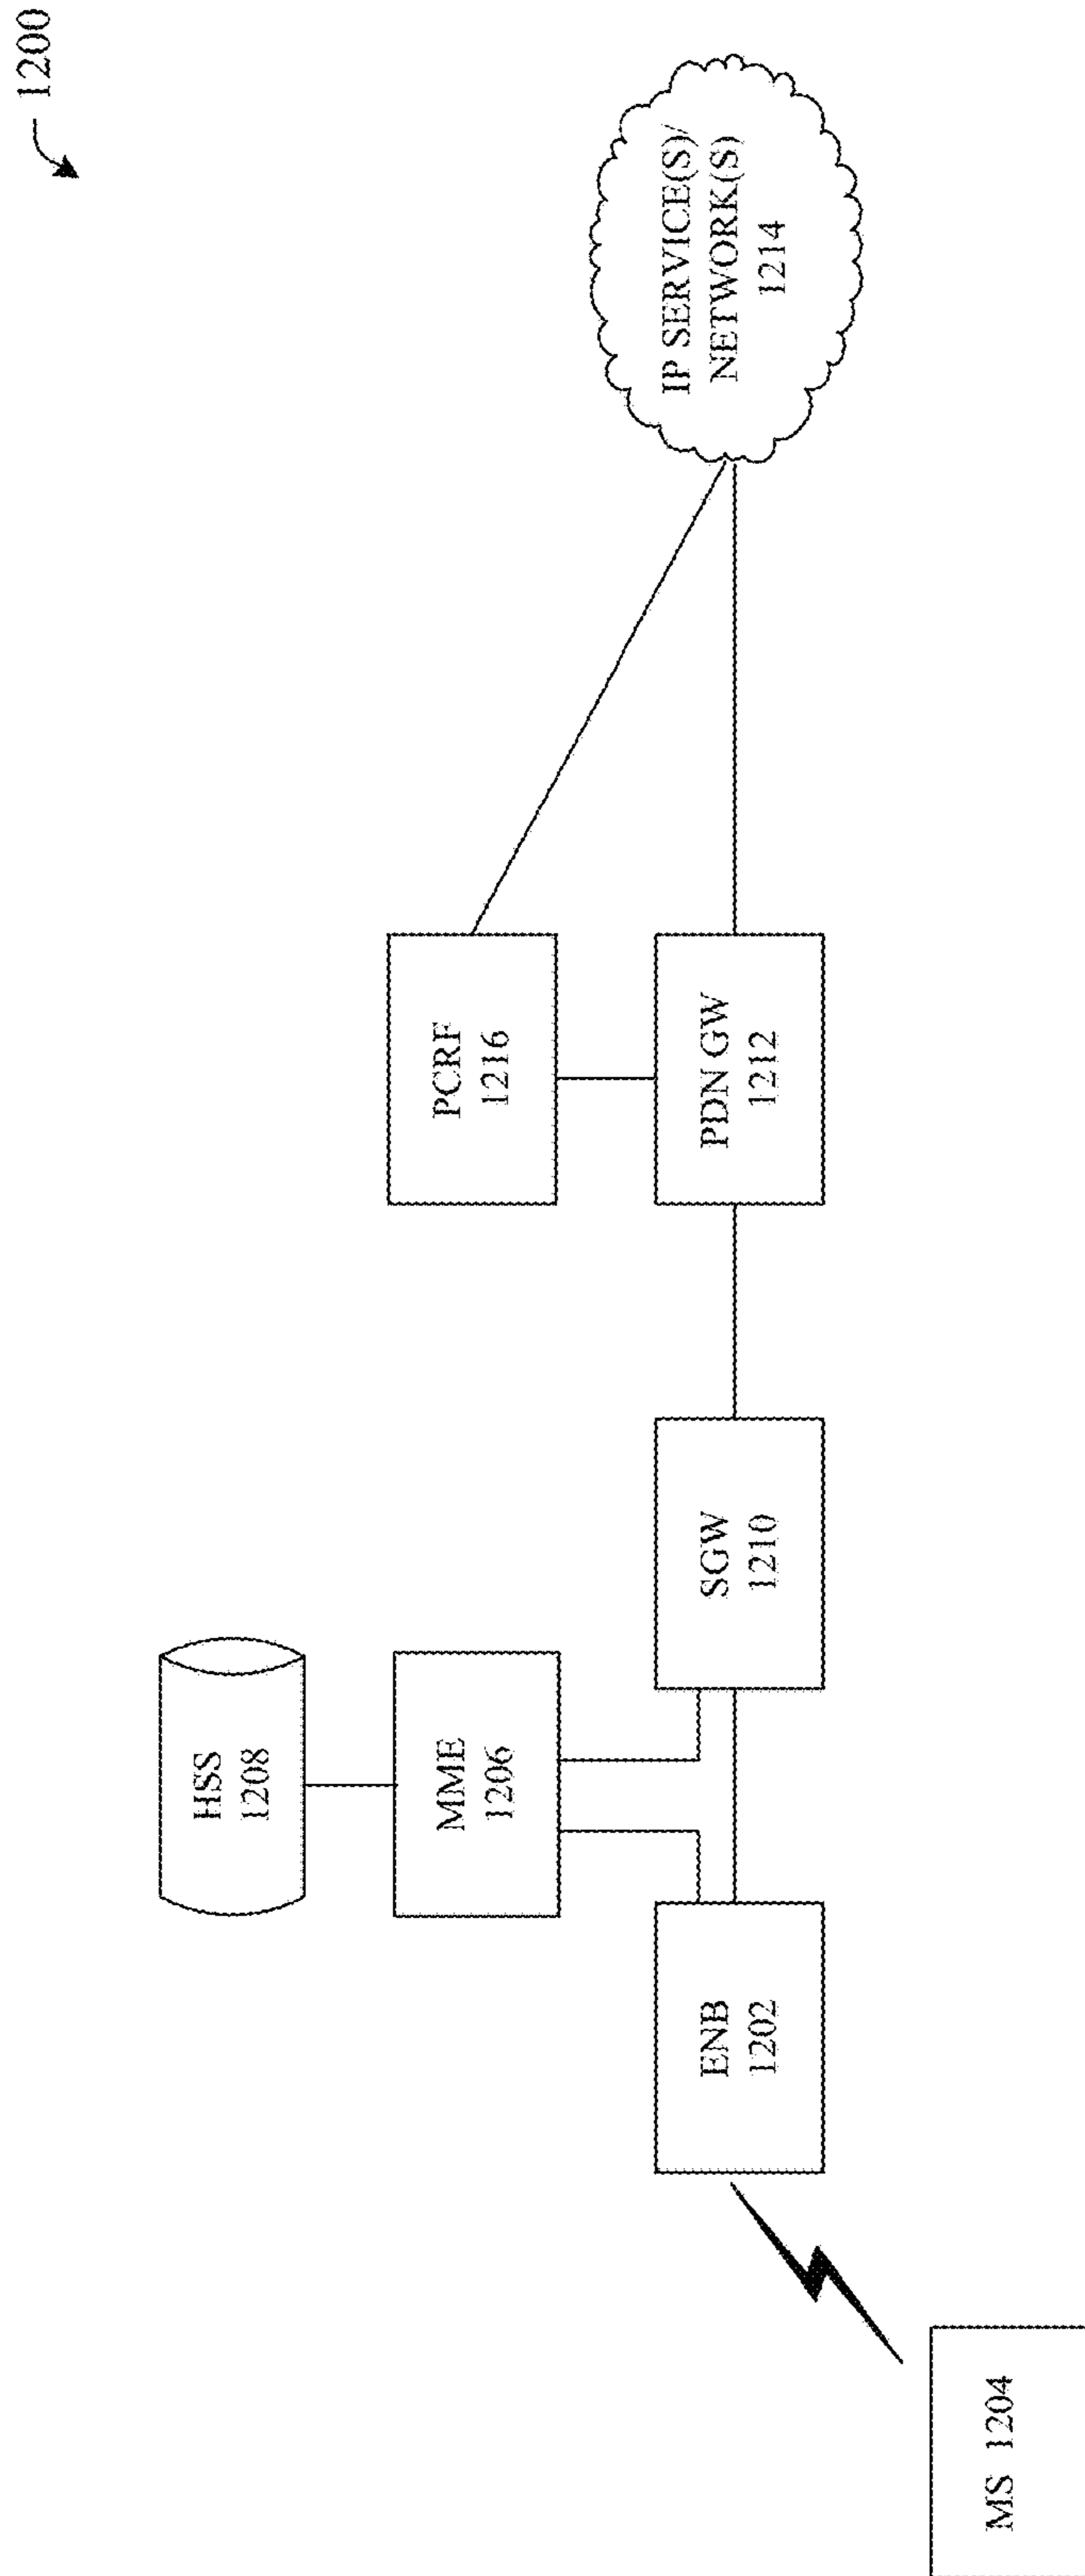 1200
HSS
1208
MME
1206
PCRF
1216
MS 1204
ENB
1202
SGW
1210
PDN GW
1212
IP SERVICE(S)/
NETWORK(S)
1214